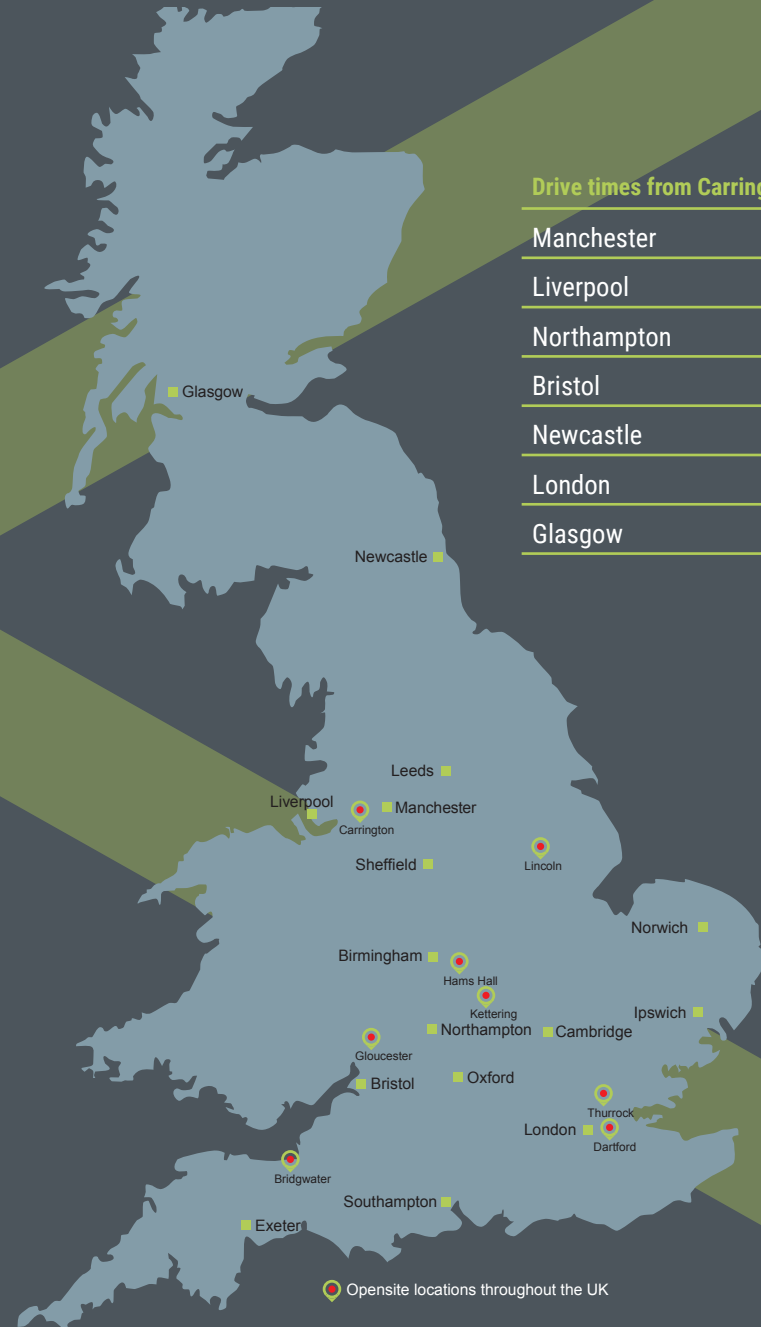 Drive times from Carring
Manchester
Liverpool
Northampton
Bristol
Newcastle
London
Glasgow
Glasgow
Newcastle
Leeds
Liverpool
Manchester
Carrington
Sheffield
Lincoln
Norwich
Birmingham
Hams Hall
Kettering
Ipswich
Northampton
Cambridge
Gloucester
Bristol
Oxford
Thurrock
London
Dartford
Bridgwater
Southampton
Exeter
Opensite locations throughout the UK